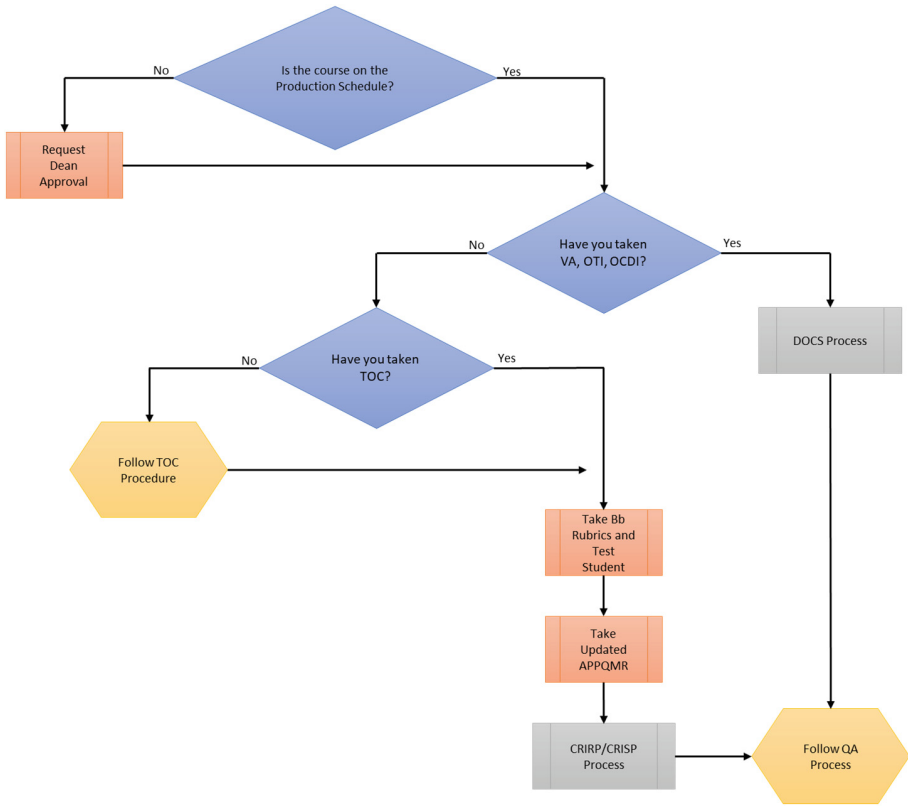 No
Is the course on the
Production Schedule?
Yes
Request
Dean
Approval
No
Have you taken
VA, OTI, OCDI?
Yes
DOCS Process
No
Have you taken
TOC?
Yes
Follow TOC
Procedure
Take Bb
Rubrics and
Test
Student
Take
Updated
APPQMR
CRIRP/CRISP
Process
Follow QA
Process